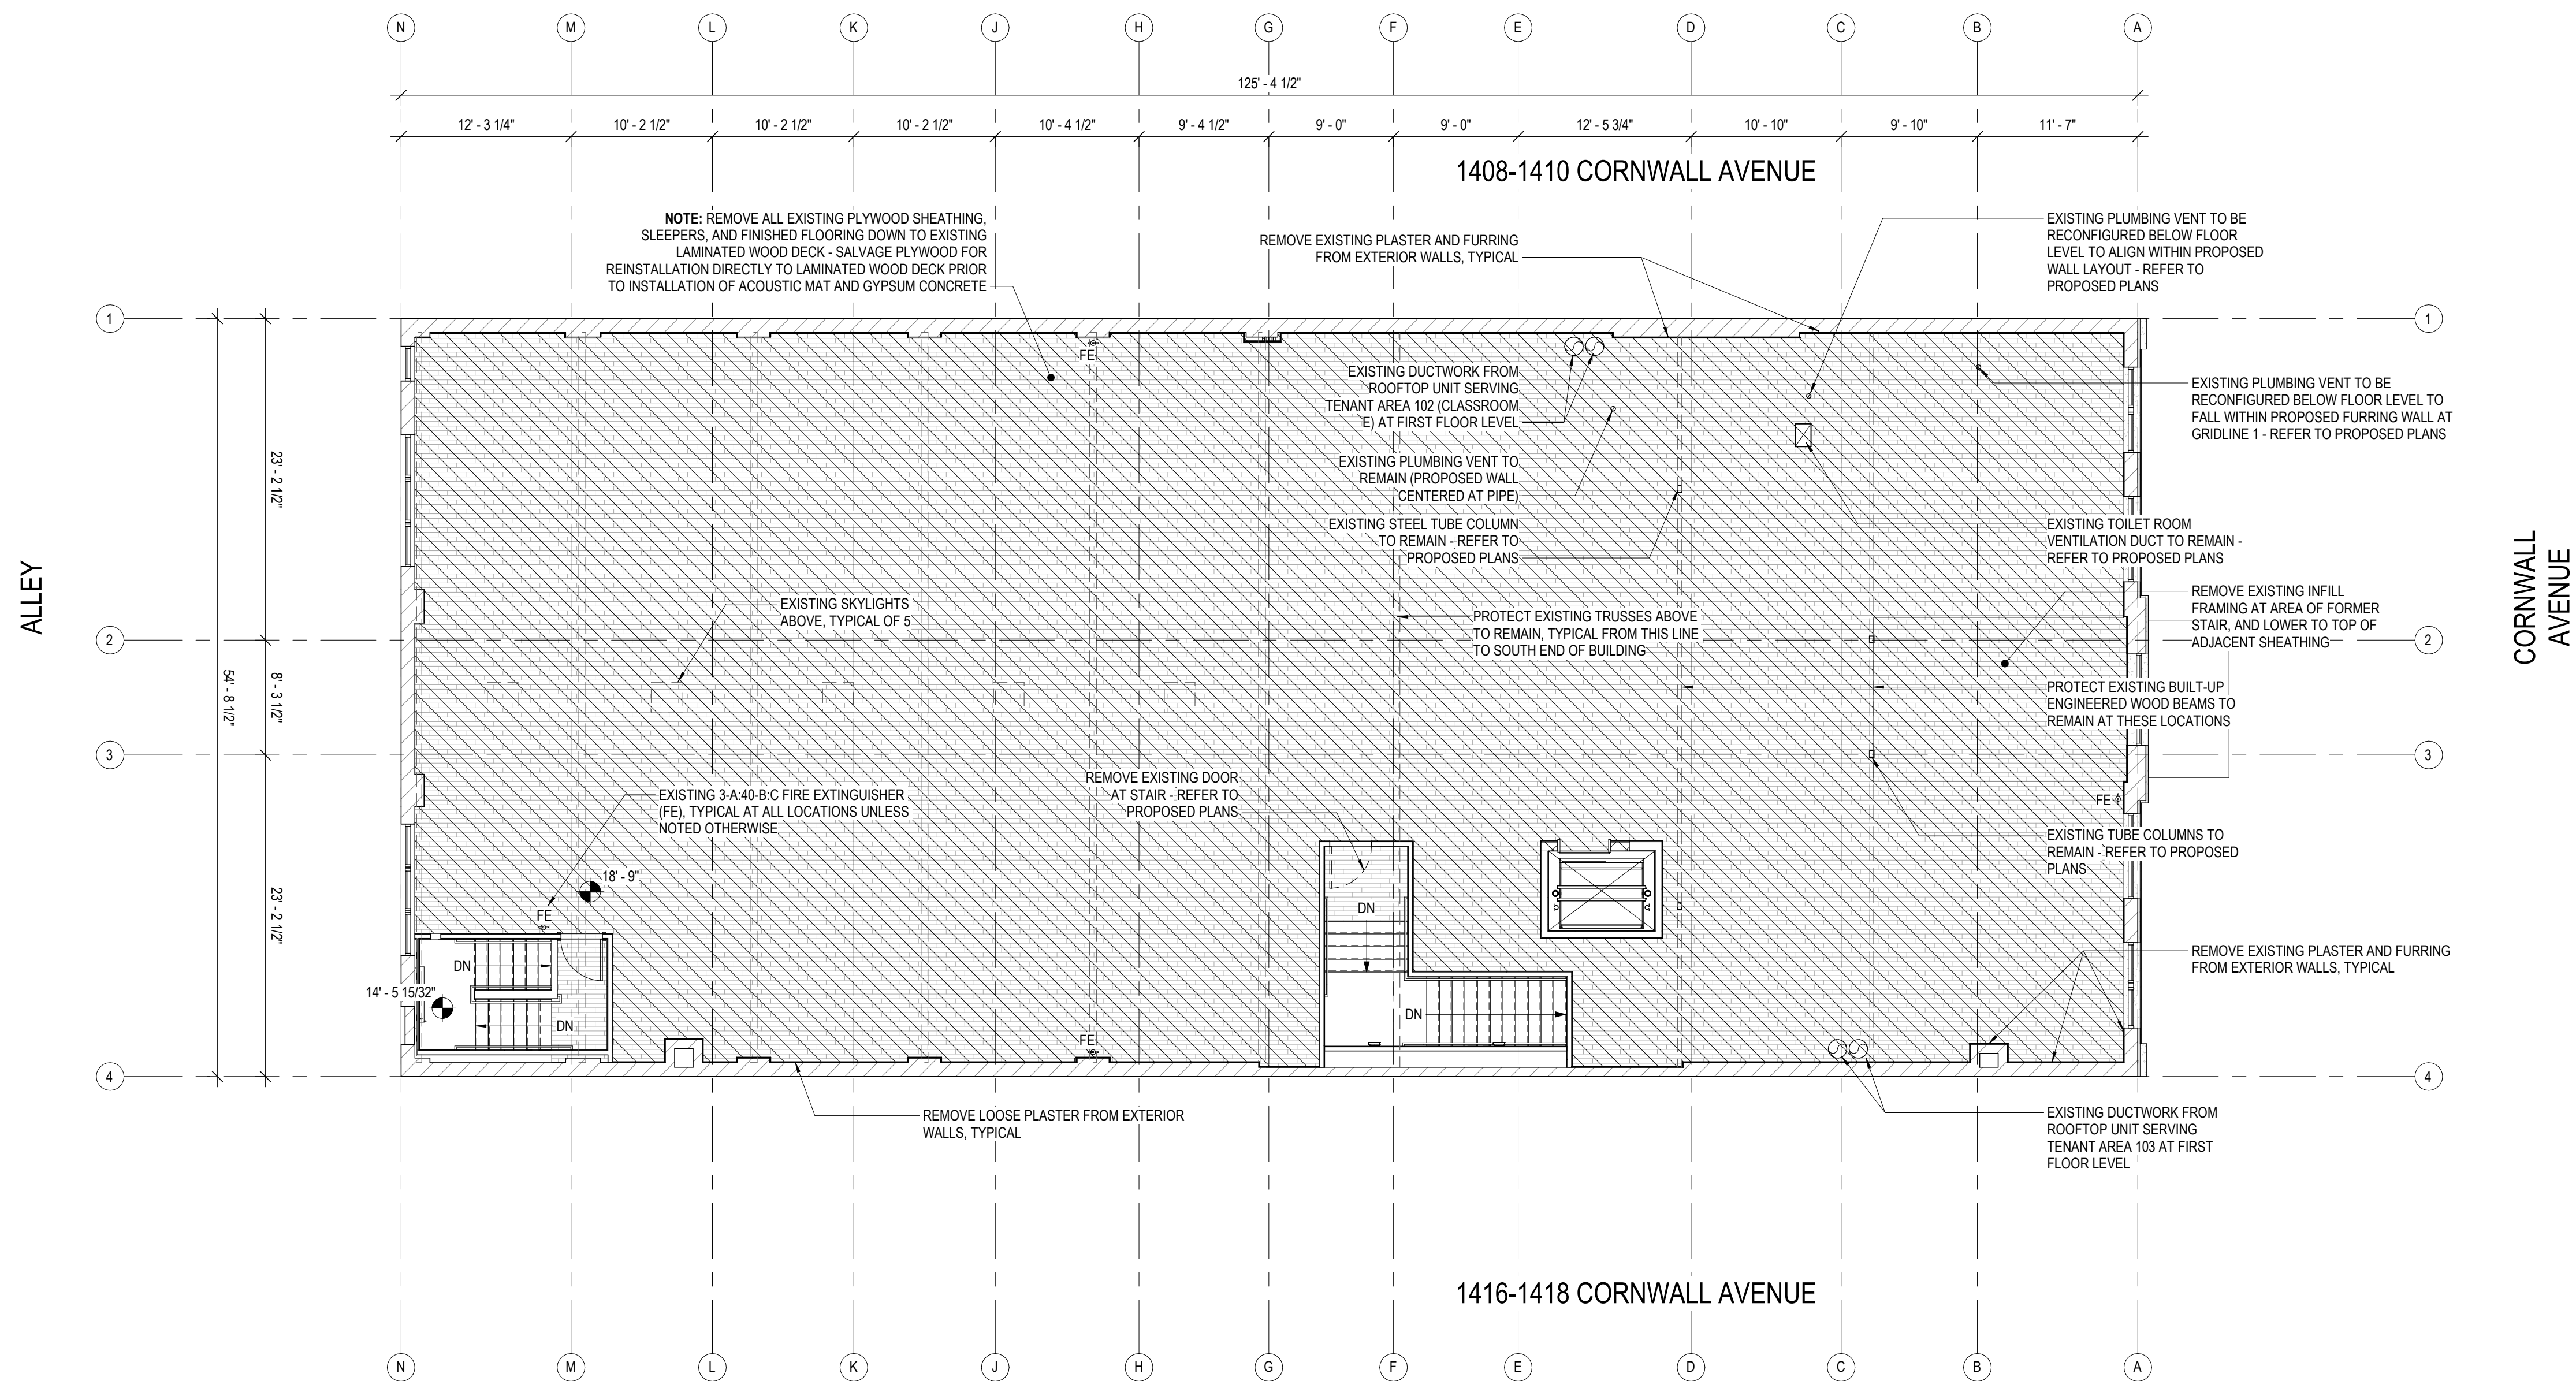 N
M
L
K
J
H
G
F
E
D
C
B
A
125' - 4 1/2"
12' - 3 1/4"
10' - 2 1/2"
10' - 2 1/2"
10' - 2 1/2"
10' - 4 1/2"
9' - 4 1/2"
9' - 0"
9' - 0"
12' - 5 3/4"
10' - 10"
9' - 10"
11' - 7"
1408-1410 CORNWALL AVENUE
NOTE: REMOVE ALL EXISTING PLYWOOD SHEATHING,
SLEEPERS, AND FINISHED FLOORING DOWN TO EXISTING
LAMINATED WOOD DECK - SALVAGE PLYWOOD FOR
REINSTALLATION DIRECTLY TO LAMINATED WOOD DECK PRIOR
TO INSTALLATION OF ACOUSTIC MAT AND GYPSUM CONCRETE
REMOVE EXISTING PLASTER AND FURRING
FROM EXTERIOR WALLS, TYPICAL
EXISTING PLUMBING VENT TO BE
RECONFIGURED BELOW FLOOR
LEVEL TO ALIGN WITHIN PROPOSED
WALL LAYOUT - REFER TO
PROPOSED PLANS
1
1
FE
EXISTING DUCTWORK FROM
ROOFTOP UNIT SERVING
TENANT AREA 102 (CLASSROOM
E) AT FIRST FLOOR LEVEL
EXISTING PLUMBING VENT TO BE
RECONFIGURED BELOW FLOOR LEVEL TO
FALL WITHIN PROPOSED FURRING WALL AT
GRIDLINE 1 - REFER TO PROPOSED PLANS
EXISTING PLUMBING VENT TO
REMAIN (PROPOSED WALL
CENTERED AT PIPE)
23' - 2 1/2"
EXISTING STEEL TUBE COLUMN
TO REMAIN - REFER TO
PROPOSED PLANS
EXISTING TOILET ROOM
VENTILATION DUCT TO REMAIN -
REFER TO PROPOSED PLANS
ALLEY
CORNWALL
AVENUE
EXISTING SKYLIGHTS
ABOVE, TYPICAL OF 5
PROTECT EXISTING TRUSSES ABOVE
TO REMAIN, TYPICAL FROM THIS LINE
TO SOUTH END OF BUILDING
REMOVE EXISTING INFILL
FRAMING AT AREA OF FORMER
STAIR, AND LOWER TO TOP OF
ADJACENT SHEATHING
2
2
54' - 8 1/2"
8' - 3 1/2"
PROTECT EXISTING BUILT-UP
ENGINEERED WOOD BEAMS TO
REMAIN AT THESE LOCATIONS
3
3
REMOVE EXISTING DOOR
AT STAIR - REFER TO
PROPOSED PLANS
EXISTING 3-A:40-B:C FIRE EXTINGUISHER
(FE), TYPICAL AT ALL LOCATIONS UNLESS
NOTED OTHERWISE
FE
EXISTING TUBE COLUMNS TO
REMAIN - REFER TO PROPOSED
PLANS
18' - 9"
23' - 2 1/2"
FE
DN
DN
14' - 5 15/32"
DN
DN
REMOVE EXISTING PLASTER AND FURRING
FROM EXTERIOR WALLS, TYPICAL
FE
4
4
REMOVE LOOSE PLASTER FROM EXTERIOR
WALLS, TYPICAL
EXISTING DUCTWORK FROM
ROOFTOP UNIT SERVING
TENANT AREA 103 AT FIRST
FLOOR LEVEL
1416-1418 CORNWALL AVENUE
N
M
L
K
J
H
G
F
E
D
C
B
A